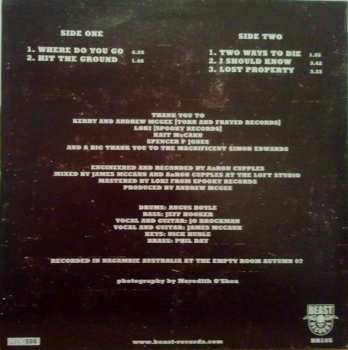 SIDE ONE
1. WHERE DO YOU GO
2. HIT THE GROUND
SIDE TWO
1. TWO WAYS TO DIE
2. I SHOULD KNOW
3. LOST PROPERTY
THANK YOU TO
KERRY AND ANDREW MCGEE [TORN AND FRAYED RECORDS]
LOKI [SPOOKY RECORDS]
KAIT McCANN
SPENCER P JONES
AND A BIG THANK YOU TO THE MAGNIFICENT SIMON EDWARDS
ENGINEERED AND RECORDED BY AaRON CUPPLES
MIXED BY JAMES MCCANN AND AaRON CUPPLES AT THE LOFT STUDIO
MASTERED BY LOKI FROM SPOOKY RECORDS
PRODUCED BY ANDREW MCGEE
DRUMS: ANGUS BOYLE
BASS: JEFF HOOKER
VOCAL AND GUITAR: JO BROCKMAN
VOCAL AND GUITAR: JAMES MCCANN
KEYS: DICK
BRASS: PHIL DAY
RECORDED IN NAGAMBIE AUSTRALIA AT THE EMPTY ROOM AUTUMN 07
photography by Meredith O'Shea
www.beast-records.com
BEAST